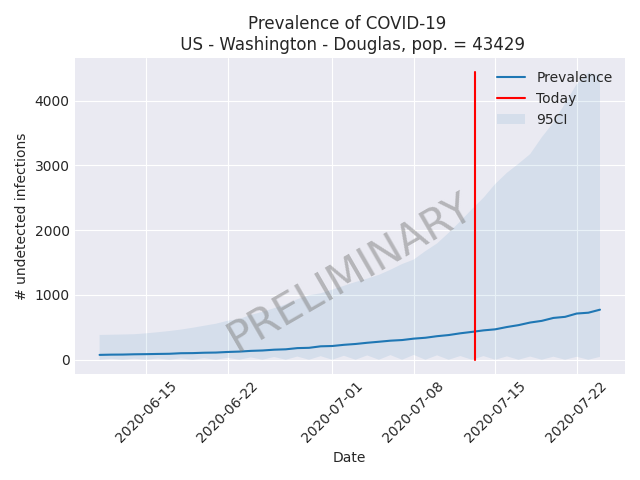 Prevalence of COVID-19
US - Washington - Douglas, pop. = 43429
Prevalence
Today
95CI
PRELIMINARY
# undetected infections
4000
3000
2000
1000
0
2020-06-15
2020-06-22
2020-07-01
2020-07-08
2020-07-15
2020-07-22
Date